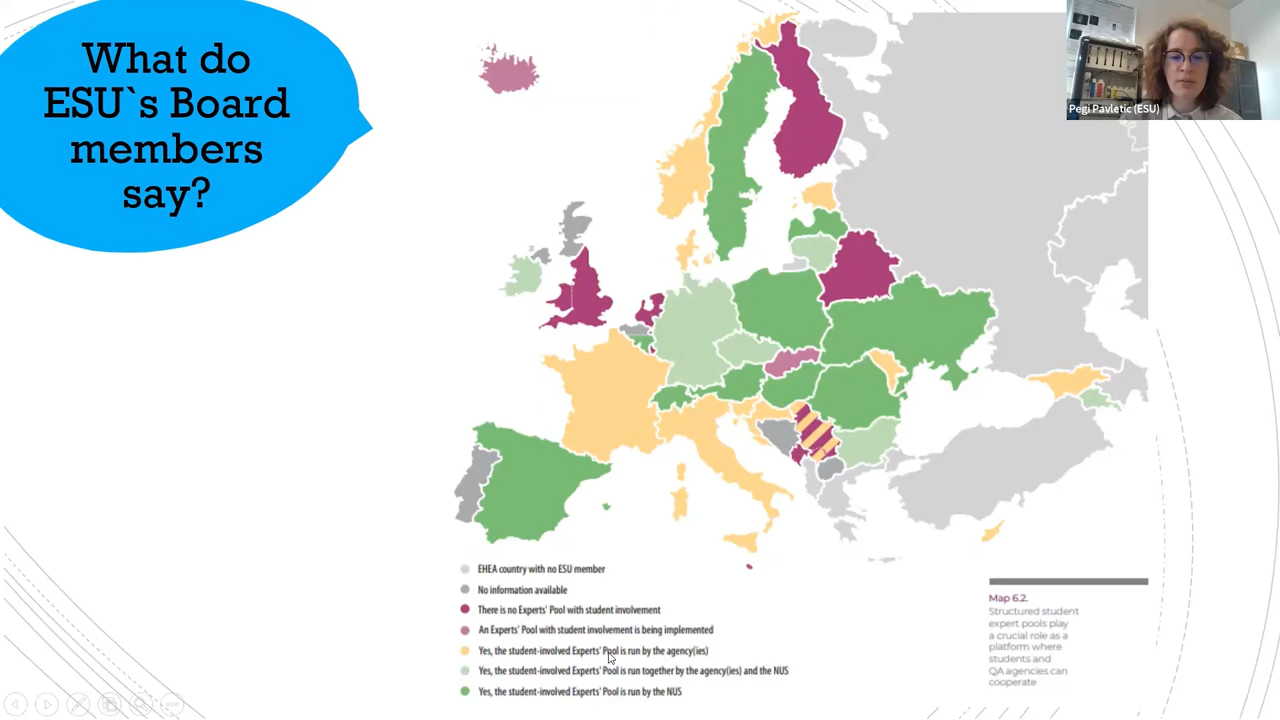 What do
ESU`s Board
members
say?
Pegi Pavletic (ESU)
EHEA country with no ESU member
No information available
There is no Experts' Pool with student involvement
An Experts' Pool with student involvement is being implemented
Yes, the student-involved Experts' Pool is run by the agency(ies)
Yes, the student-involved Experts' Pool is run together by the agency(ies) and the NUS
Yes, the student-involved Experts' Pool is run by the NUS
Map 6.2.
Structured student
expert pools play
a crucial role as a
platform where
students and
QA agencies can
cooperate